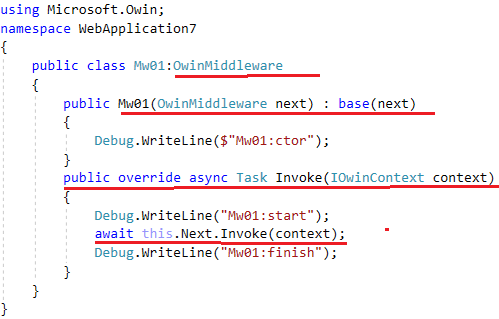 using Microsoft.Owin;
namespace WebApplication7
{
public class Mw01:OwinMiddleware
{
public Mw01(OwinMiddleware next) : base(next)
{
Debug.WriteLine($"Mw01:ctor");
}
public override async Task Invoke(IOwinContext context)
{
Debug.WriteLine("Mw01:start");
await this.Next.Invoke(context);
Debug.WriteLine("Mw01:finish");
}
}
}